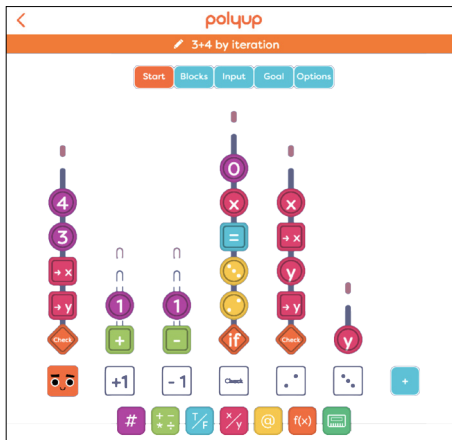 polyup
3+4 by iteration
Start Blocks Input Goal Options
0
4 x x
3 = → x
→ x y
→ y 1 1 → y
Check + - if Check y
+1 - 1 Check +
# + - * ÷ T/F x/y @ f(x)